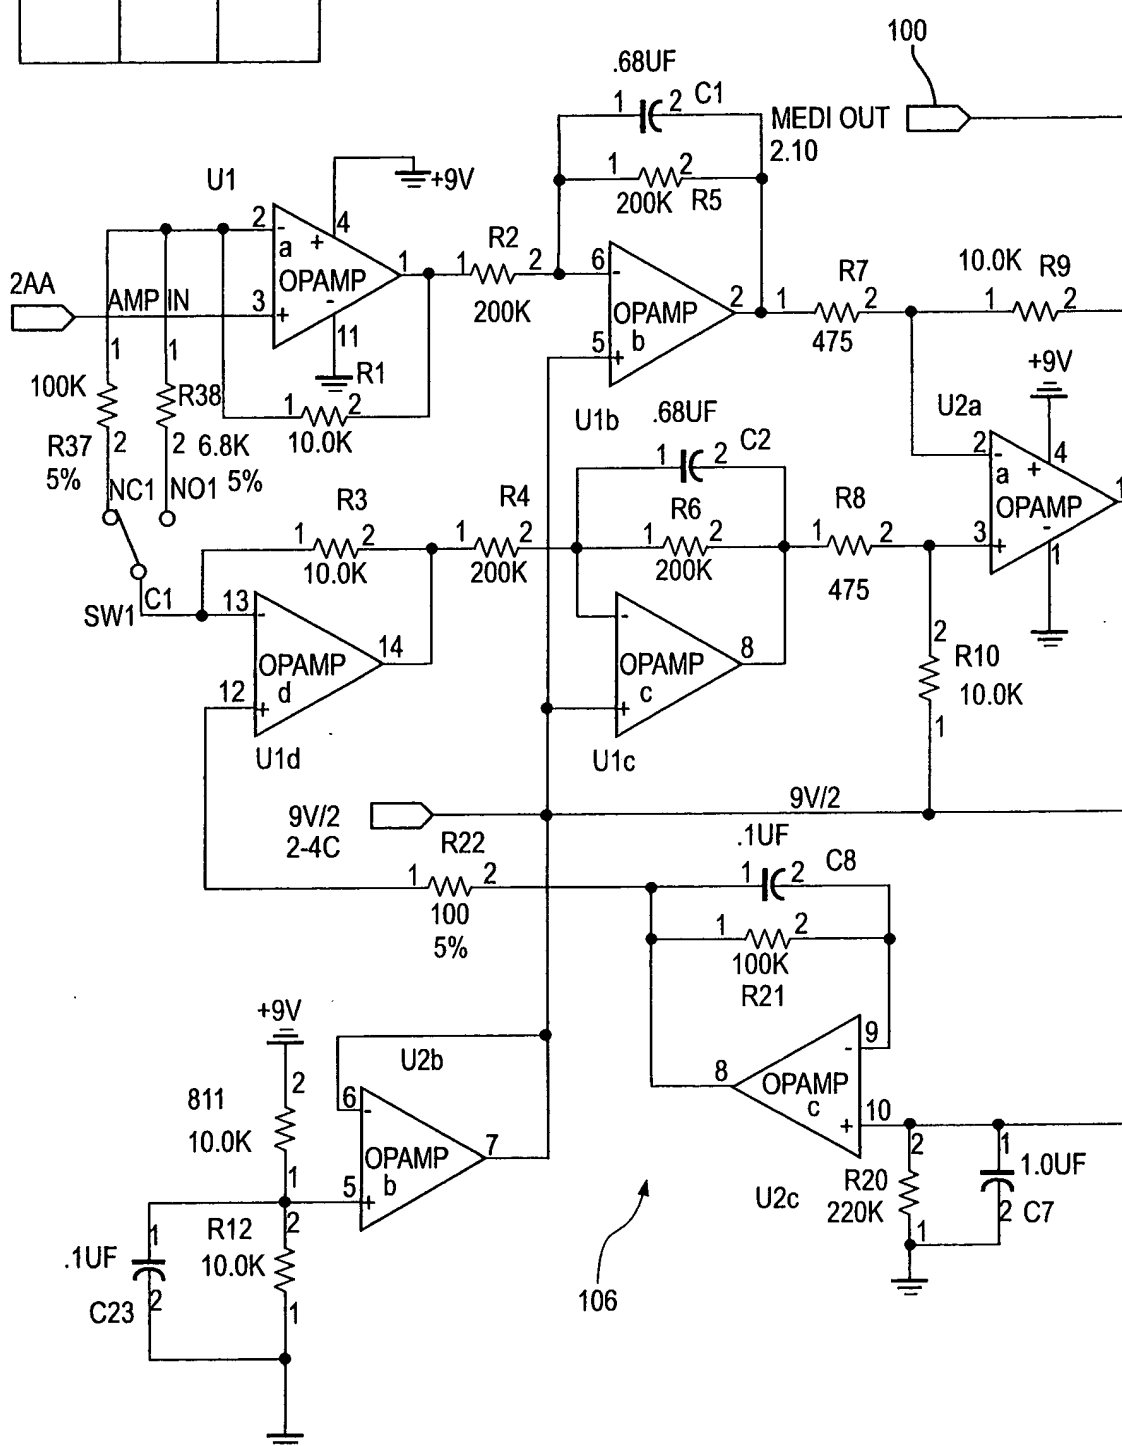 100
.68UF
1 2 C1
MEDI OUT
2.10
+9V
U1
1 2
200K R5
2 - 4
a +
OPAMP 1
R2
1 2
200K
6 -
OPAMP 2
b
5 +
R7
1 2
475
10.0K R9
1 2
2AA
AMP IN
3 +
-
11
R1
1 2
10.0K
1 1
100K
R38
R37 2
5%
2 6.8K
5%
NC1 NO1
U1b
.68UF
1 2 C2
+9V
U2a
2 - 4
a +
OPAMP 1
-
3 + 1
R3
1 2
10.0K
R4
1 2
200K
R6
1 2
200K
R8
1 2
475
SW1 C1
13 -
OPAMP 14
d
12 +
U1d
-
OPAMP 8
c
+
U1c
2
R10
10.0K
1
9V/2
2-4C
9V/2
R22
1 2
100
5%
.1UF
1 2 C8
1 2
100K
R21
+9V
2
811
10.0K
1
U2b
6 -
OPAMP 7
b
5 +
9
-
8 OPAMP
c
+ 10
U2c
2
R20
220K
1
1
1.0UF
2 C7
1
.1UF
C23 2
R12 2
10.0K
1
106